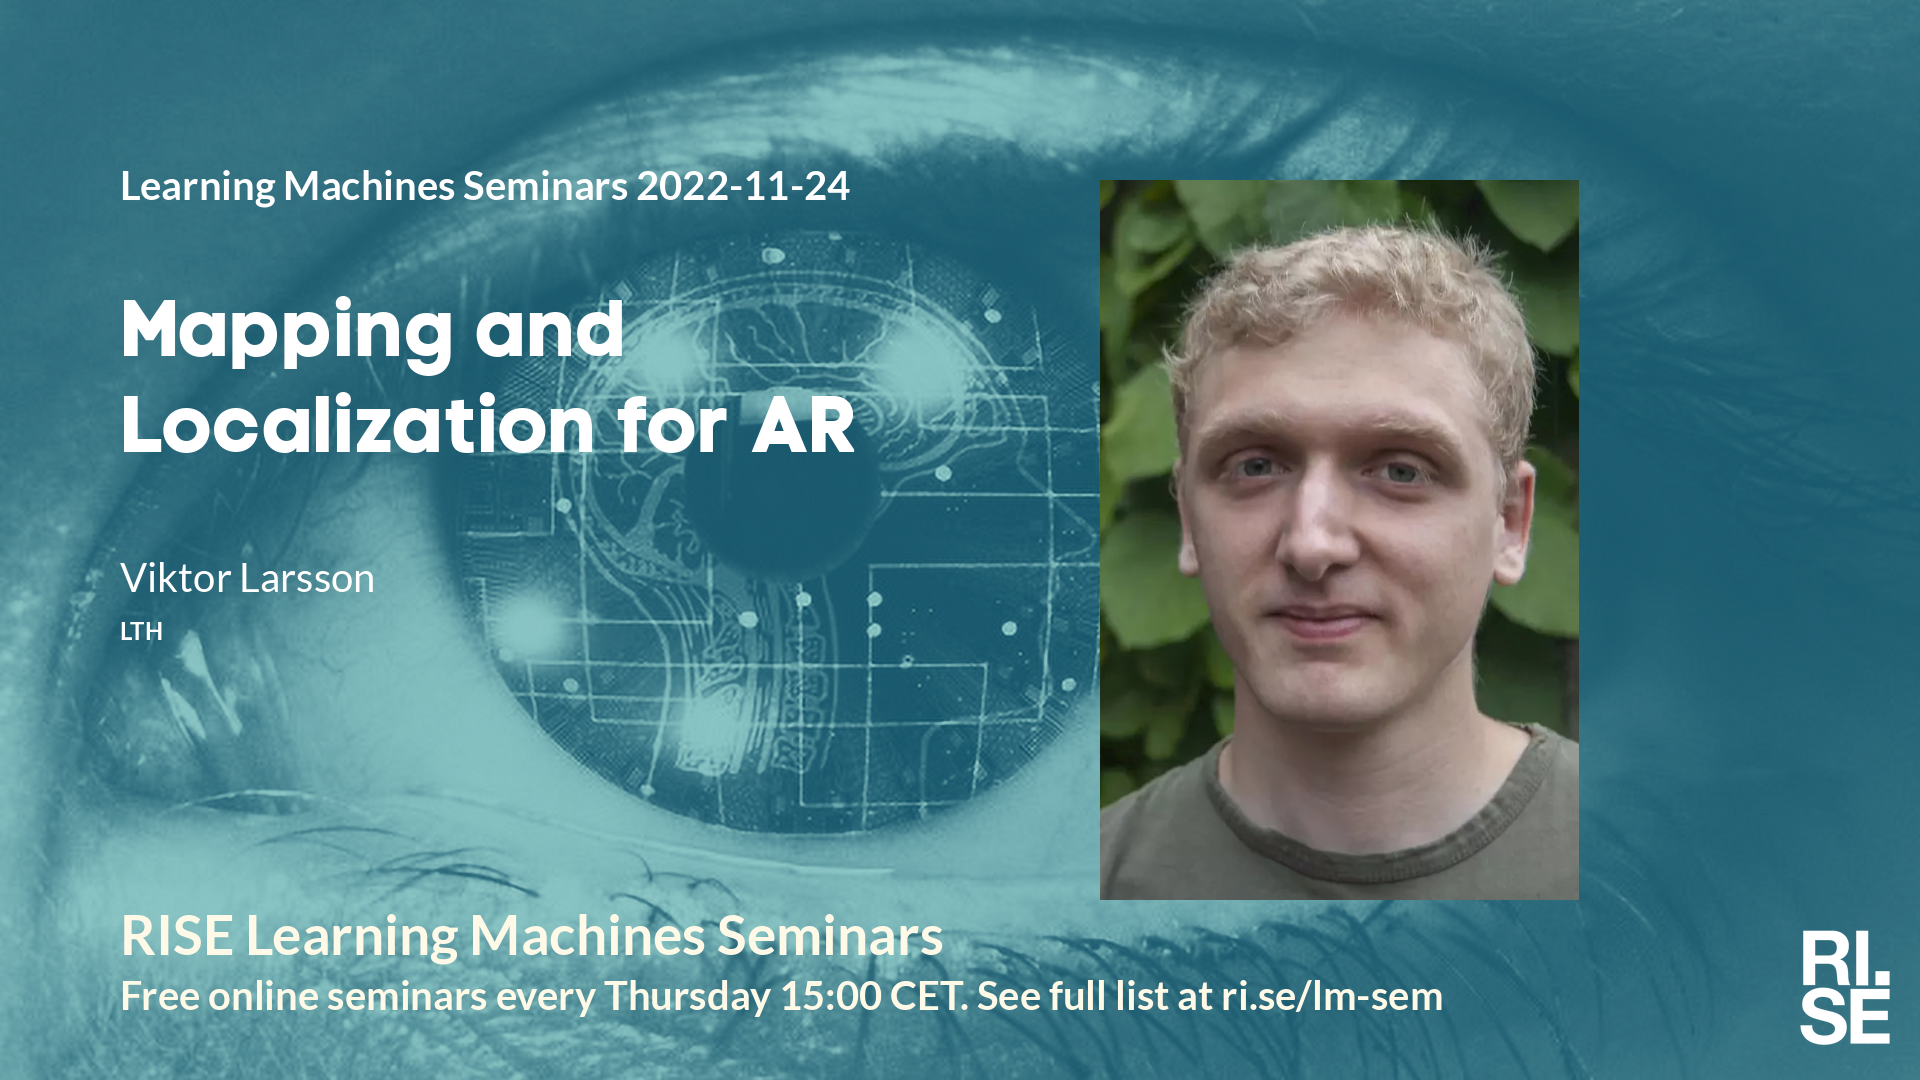 Learning Machines Seminars 2022-11-24
Mapping and
Localization for AR
Viktor Larsson
LTH
RISE Learning Machines Seminars
Free online seminars every Thursday 15:00 CET. See full list at ri.se/lm-sem
RI.
SE